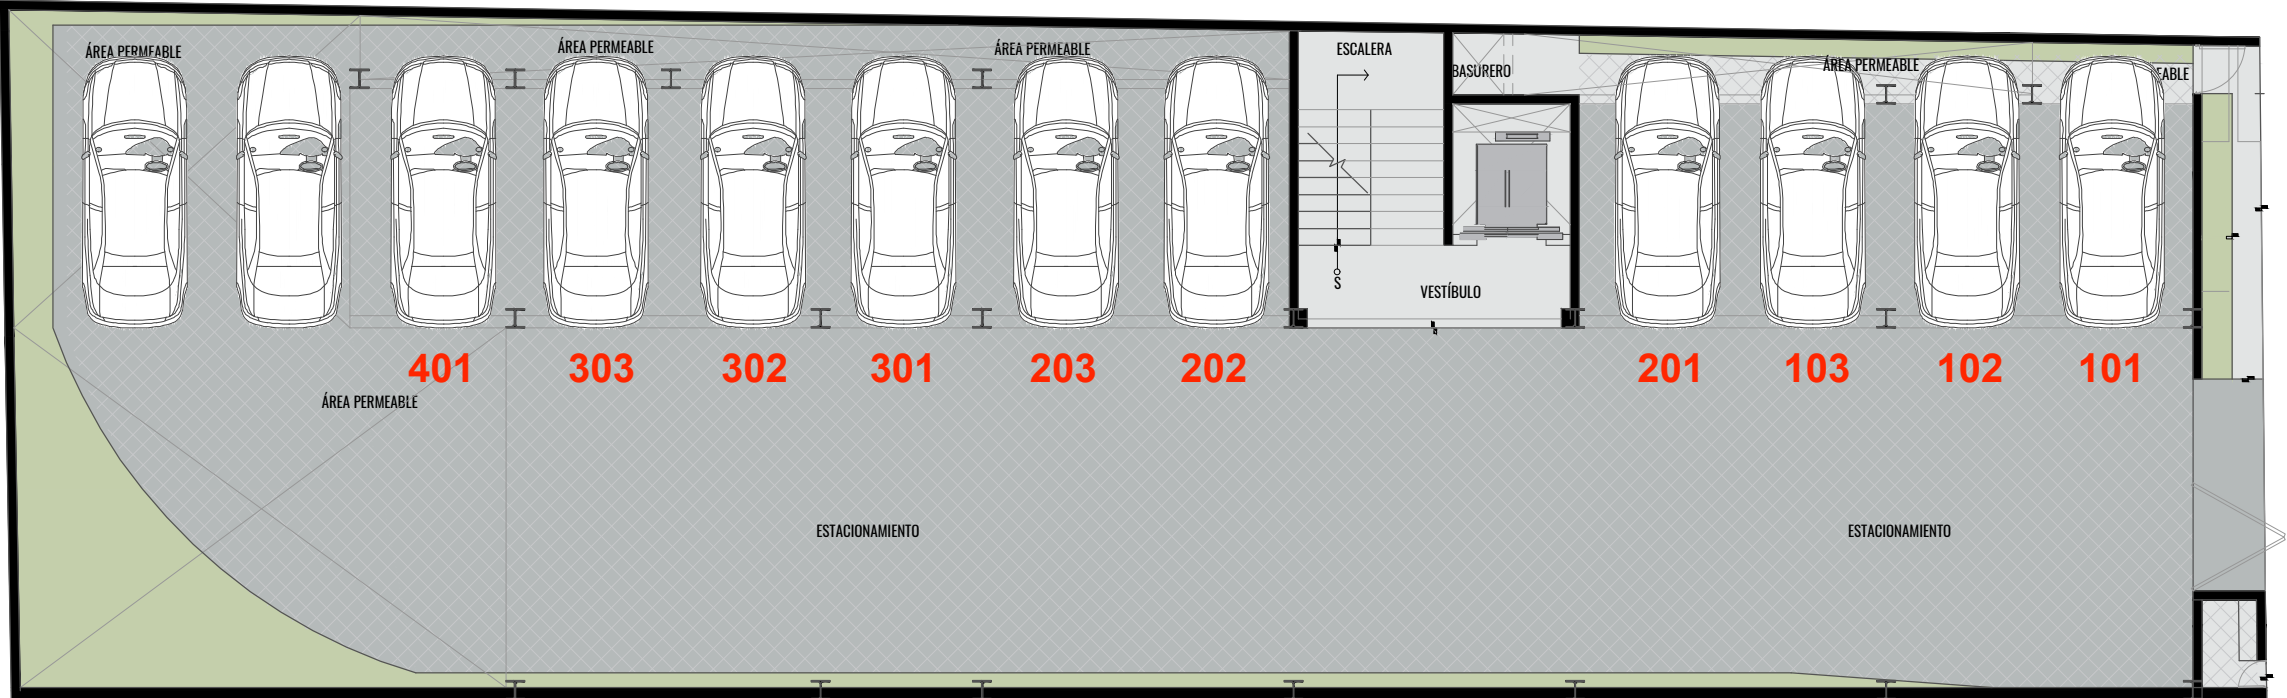 ÁREA PERMEABLE
ÁREA PERMEABLE
ÁREA PERMEABLE
ESCALERA
BASURERO
ÁREA PERMEABLE
EABLE
S
VESTÍBULO
401
303
302
301
203
202
201
103
102
101
ÁREA PERMEABLE
ESTACIONAMIENTO
ESTACIONAMIENTO